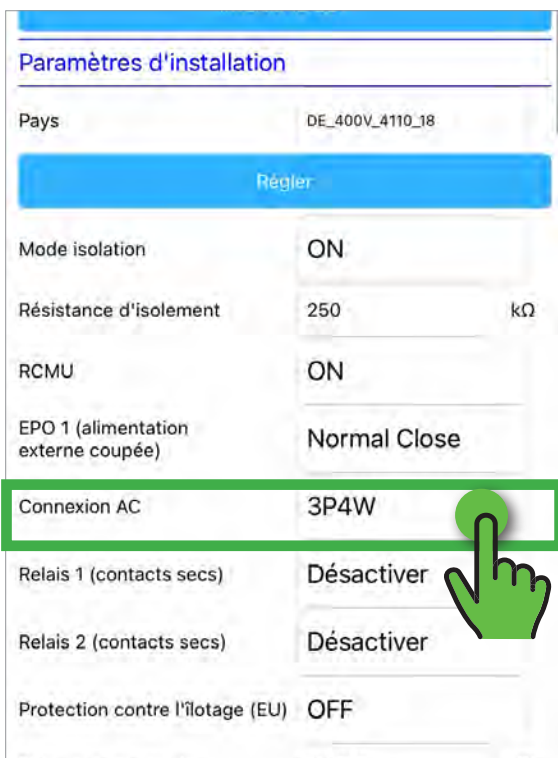 Paramètres d'installation
Pays DE_400V_4110_18
Régler
Mode isolation ON
Résistance d'isolement 250 kΩ
RCMU ON
EPO 1 (alimentation
externe coupée) Normal Close
Connexion AC 3P4W
Relais 1 (contacts secs) Désactiver
Relais 2 (contacts secs) Désactiver
Protection contre l'îlotage (EU) OFF